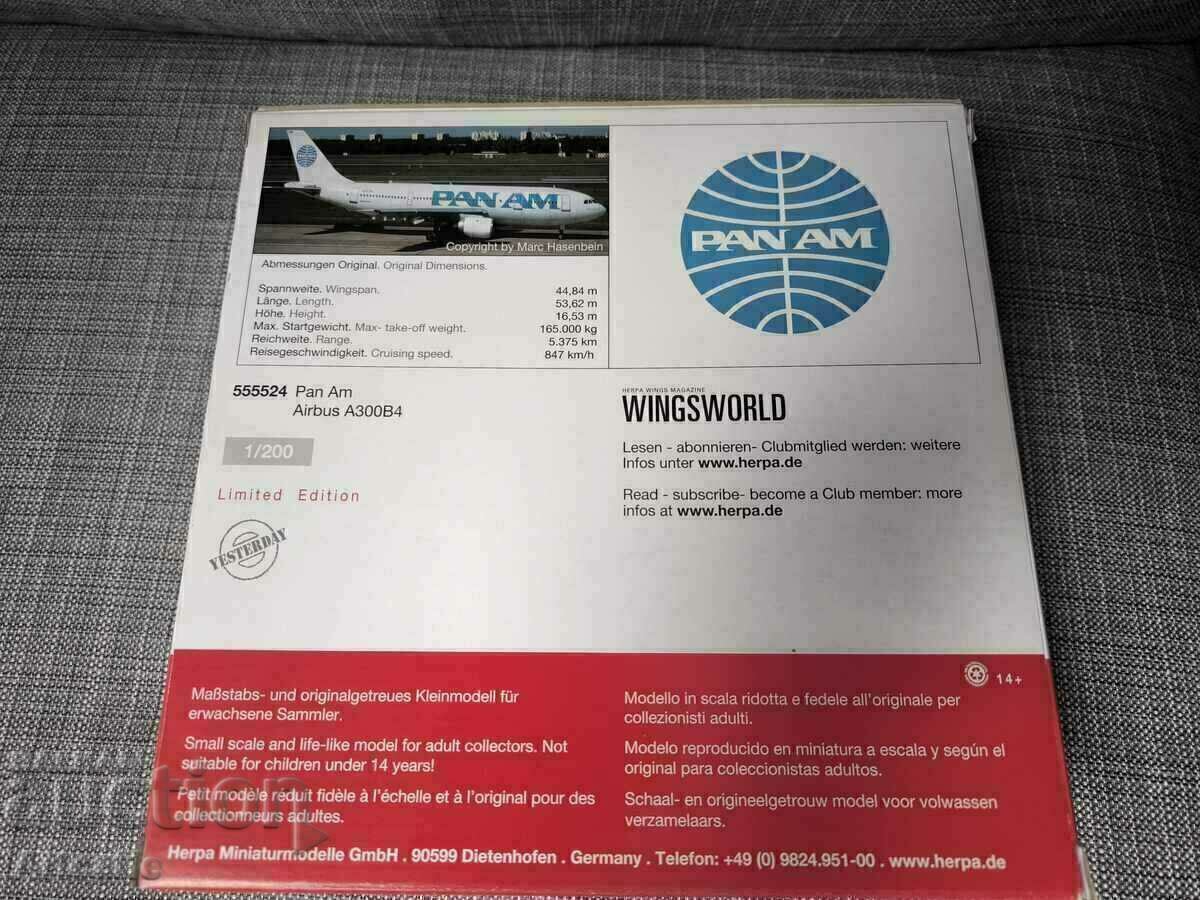 PAN AM
Copyright by Marc Hasenbein
Abmessungen Original. Original Dimensions.
Spannweite. Wingspan. 44,84 m
Länge. Length. 53,62 m
Höhe. Height. 16,53 m
Max. Startgewicht. Max- take-off weight. 165.000 kg
Reichweite. Range. 5.375 km
Reisegeschwindigkeit. Cruising speed. 847 km/h
PAN AM
555524 Pan Am
Airbus A300B4
1/200
Limited Edition
YESTERDAY
HERPA WINGS MAGAZINE
WINGSWORLD
Lesen - abonnieren- Clubmitglied werden: weitere
Infos unter www.herpa.de
Read - subscribe- become a Club member: more
infos at www.herpa.de
14+
Maßstabs- und originalgetreues Kleinmodell für
erwachsene Sammler.
Small scale and life-like model for adult collectors. Not
suitable for children under 14 years!
Petit modèle réduit fidèle à l'échelle et à l'original pour des
collectionneurs adultes.
Modello in scala ridotta e fedele all'originale per
collezionisti adulti.
Modelo reproducido en miniatura a escala y según el
original para coleccionistas adultos.
Schaal- en origineelgetrouw model voor volwassen
verzamelaars.
Herpa Miniaturmodelle GmbH . 90599 Dietenhofen . Germany . Telefon: +49 (0) 9824.951-00 . www.herpa.de
auction